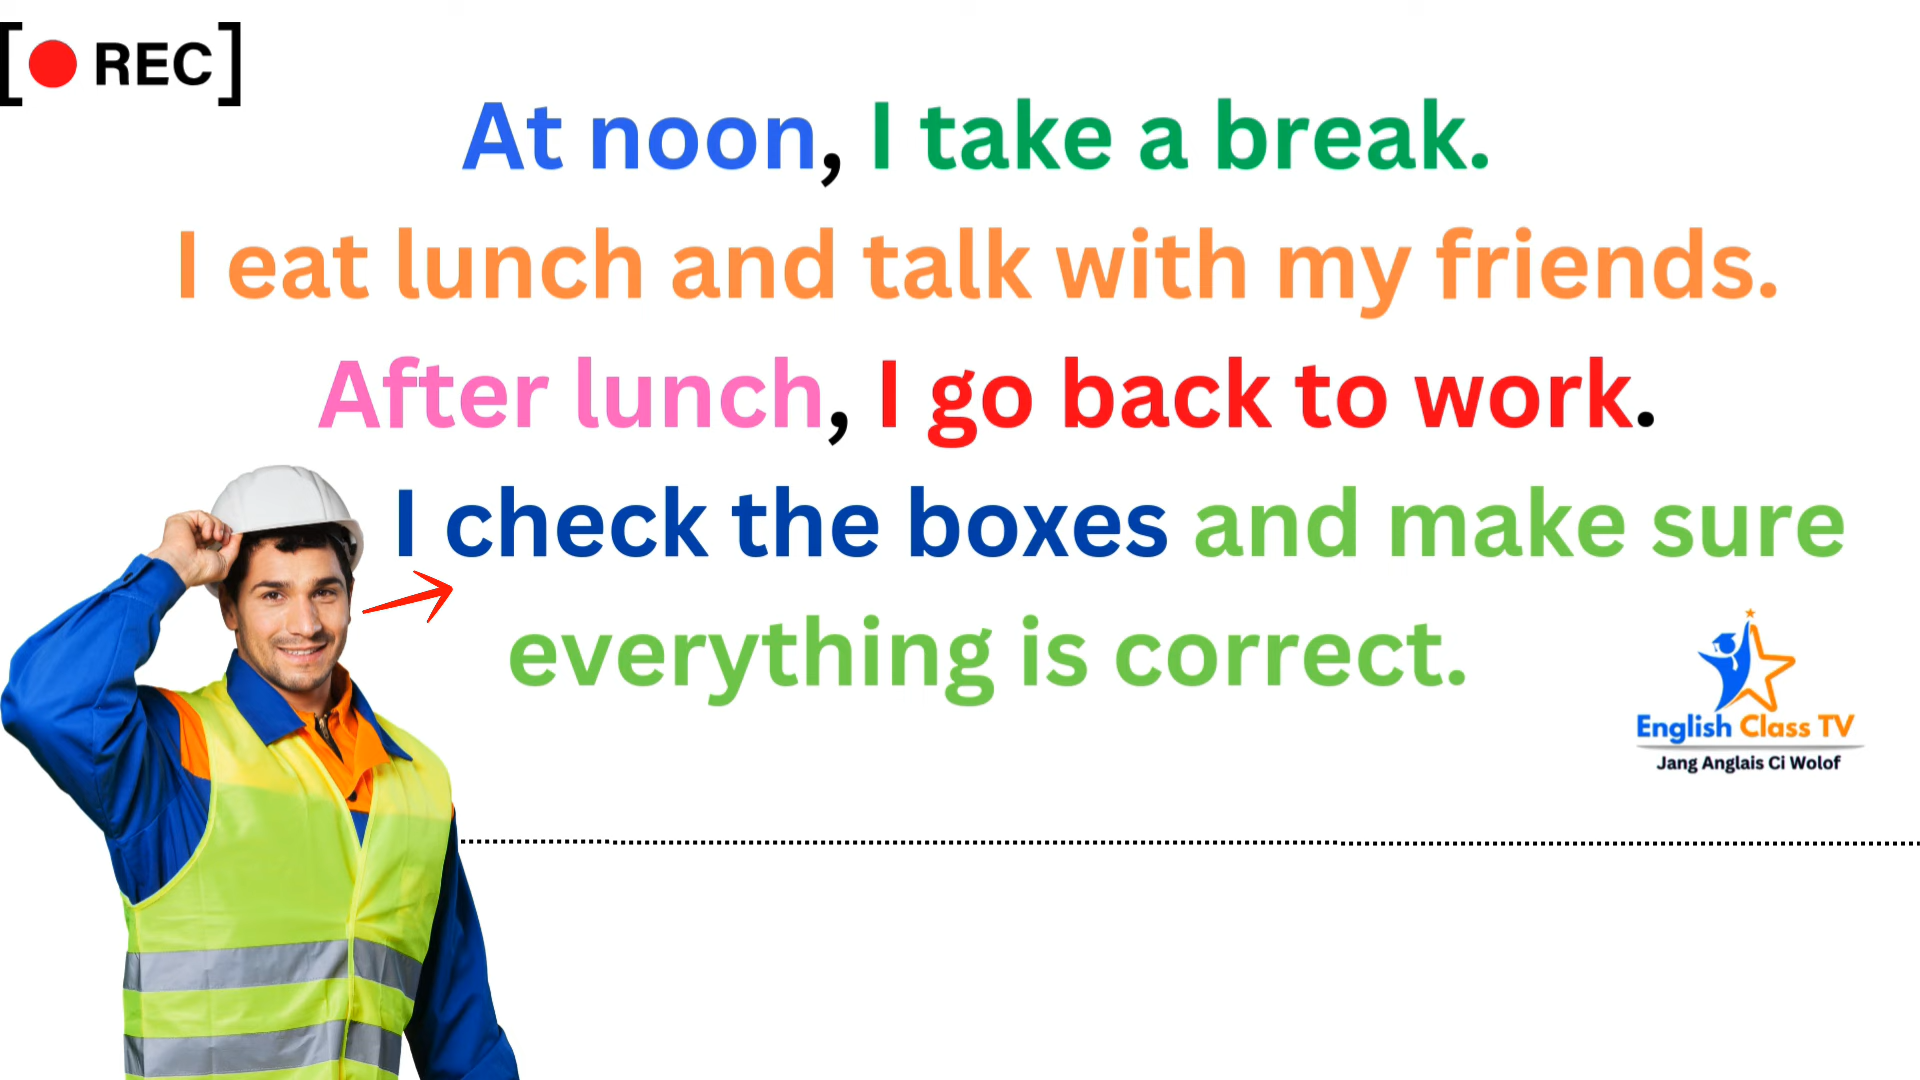 [● REC]
At noon, I take a break.
I eat lunch and talk with my friends.
After lunch, I go back to work.
I check the boxes and make sure
everything is correct.
English Class TV
Jang Anglais Ci Wolof